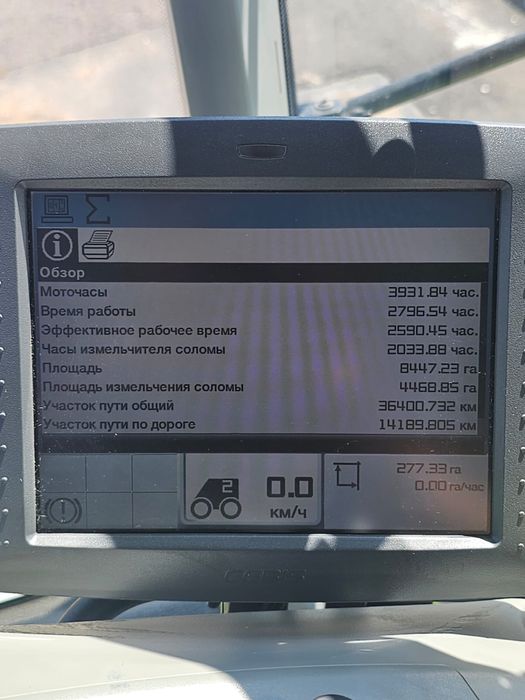 Обзор
Моточасы 3931.84 час.
Время работы 2796.54 час.
Эффективное рабочее время 2590.45 час.
Часы измельчителя соломы 2033.88 час.
Площадь 8447.23 га
Площадь измельчения соломы 4468.85 га
Участок пути общий 36400.732 км
Участок пути по дороге 14189.805 км
2 0.0 277.33 га
км/ч 0.00 га/час
CEBIS